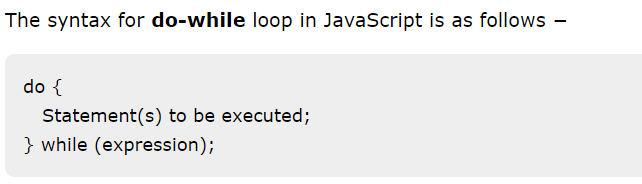 The syntax for do-while loop in JavaScript is as follows −
do {
   Statement(s) to be executed;
} while (expression);